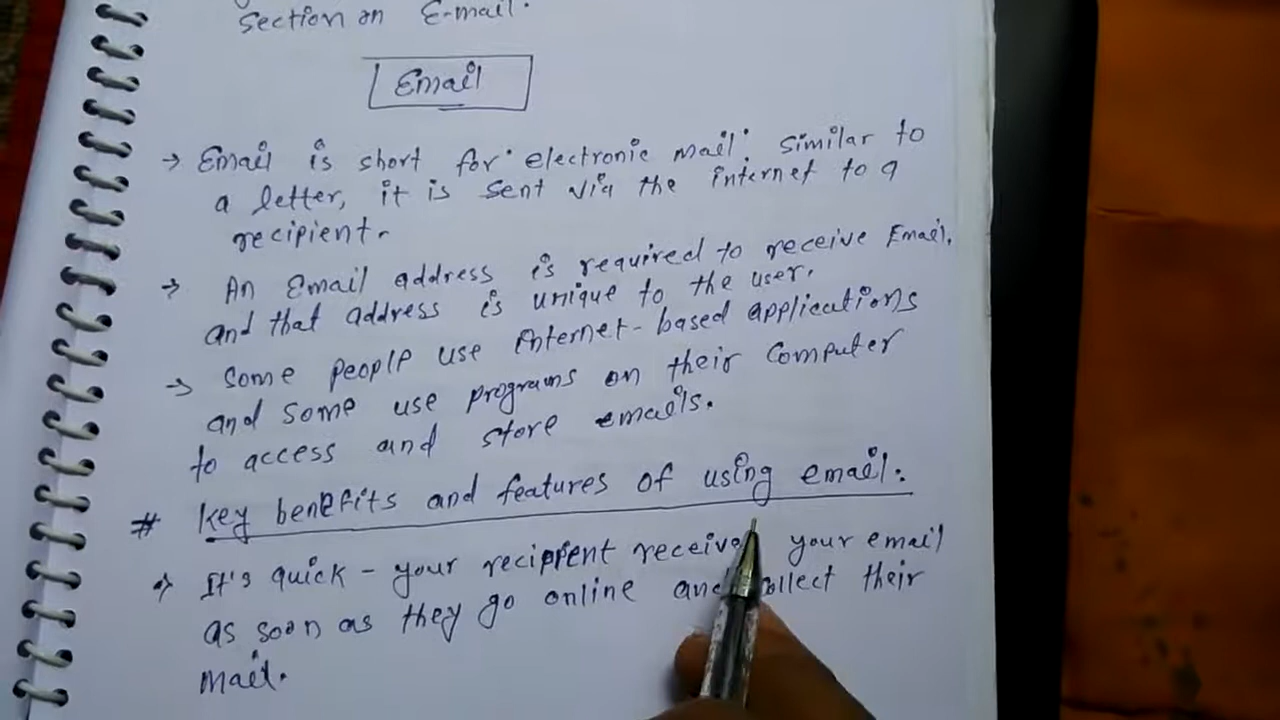 section on E-mail.
Email
→ Email is short for electronic mail. Similar to
a letter, it is sent via the internet to a
recipient.
→ An Email address is required to receive Email,
and that address is unique to the user.
→ Some people use internet-based applications
and some use programs on their computer
to access and store emails.
# Key benefits and features of using email:
→ It's quick - your recipient receives your email
as soon as they go online and collect their
mail.